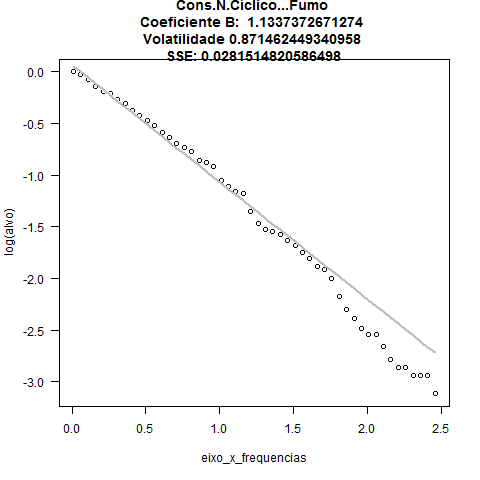 Cons.N.Ciclico...Fumo
Coeficiente B:  1.1337372671274
Volatilidade 0.871462449340958
SSE: 0.0281514820586498
0.0
-0.5
-1.0
-1.5
-2.0
-2.5
-3.0
log(alvo)
0.0 0.5 1.0 1.5 2.0 2.5
eixo_x_frequencias